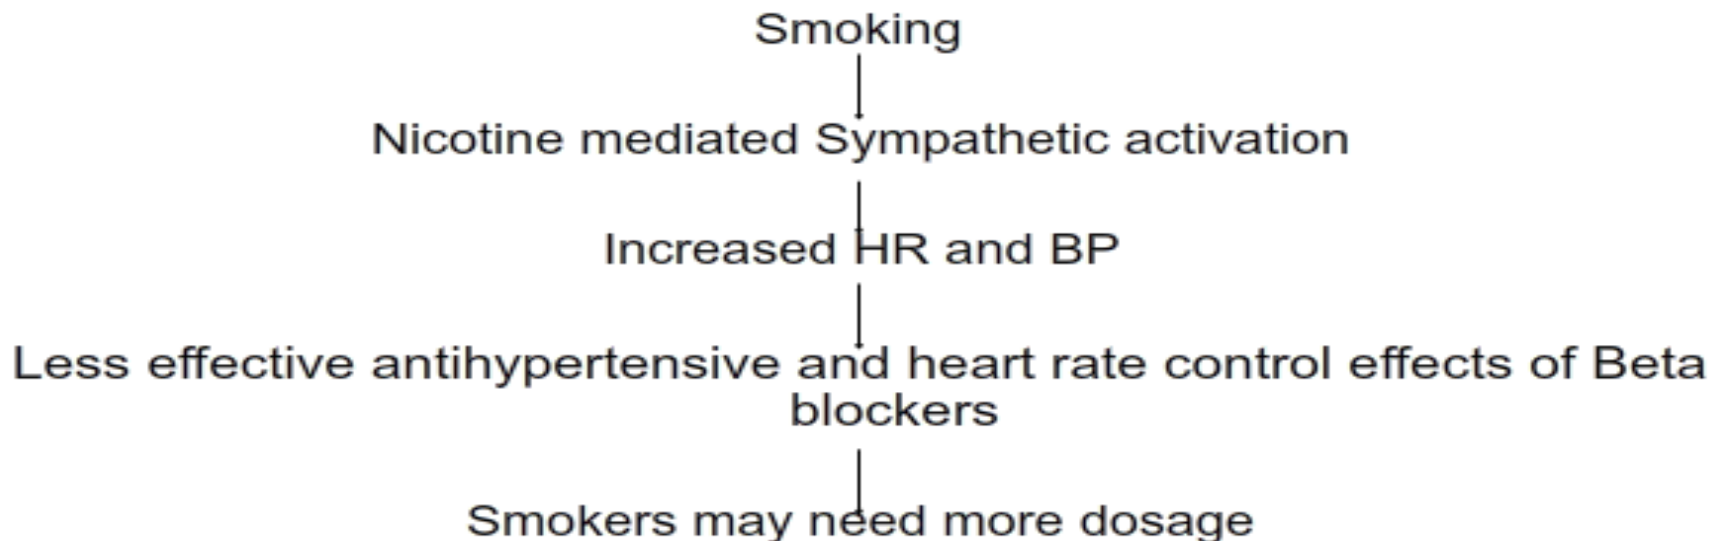 Smoking
Nicotine mediated Sympathetic activation
Increased HR and BP
Less effective antihypertensive and heart rate control effects of Beta
blockers
Smokers may need more dosage